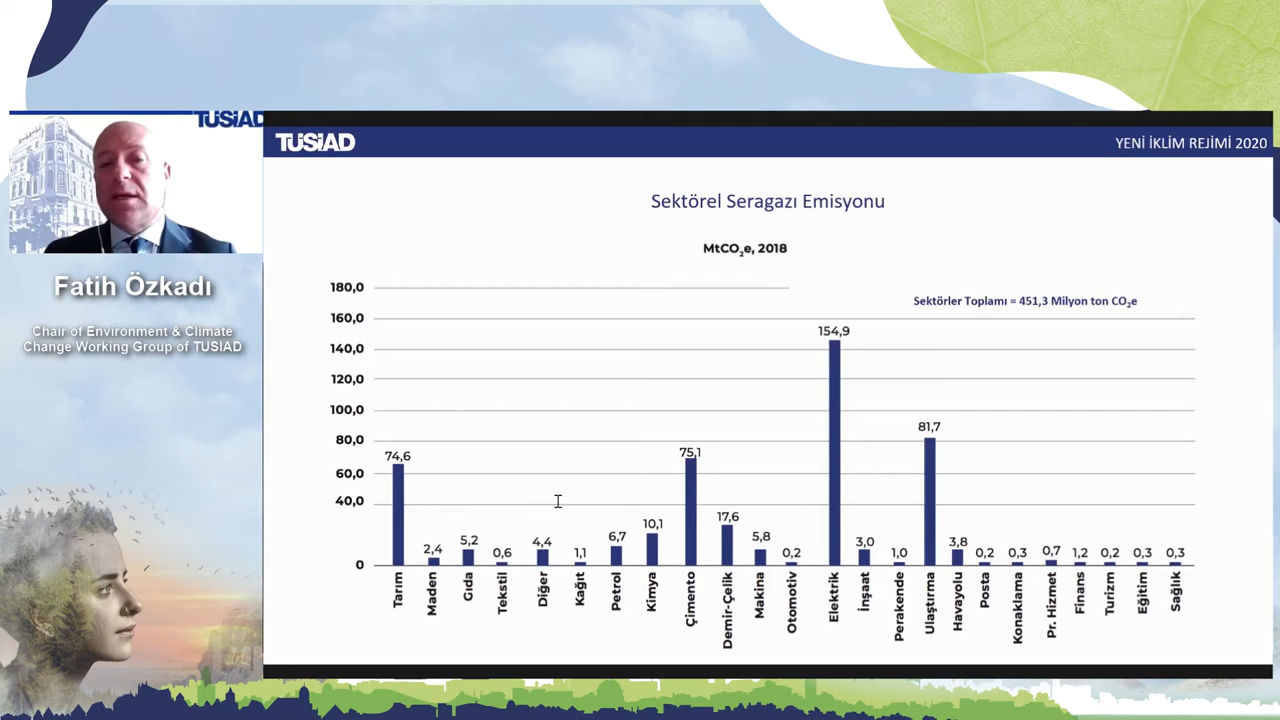 TÜSİAD
TÜSİAD
YENİ İKLİM REJİMİ 2020
Fatih Özkadı
Chair of Environment & Climate
Change Working Group of TUSIAD
Sektörel Seragazı Emisyonu
MtCO₂e, 2018
Sektörler Toplamı = 451,3 Milyon ton CO₂e
180,0
160,0
140,0
120,0
100,0
80,0
60,0
40,0
0
74,6
2,4
5,2
0,6
4,4
1,1
6,7
10,1
75,1
17,6
5,8
0,2
154,9
3,0
1,0
81,7
3,8
0,2
0,3
0,7
1,2
0,2
0,3
0,3
Tarım
Maden
Gıda
Tekstil
Diğer
Kağıt
Petrol
Kimya
Çimento
Demir-Çelik
Makina
Otomotiv
Elektrik
İnşaat
Perakende
Ulaştırma
Havayolu
Posta
Konaklama
Pr. Hizmet
Finans
Turizm
Eğitim
Sağlık